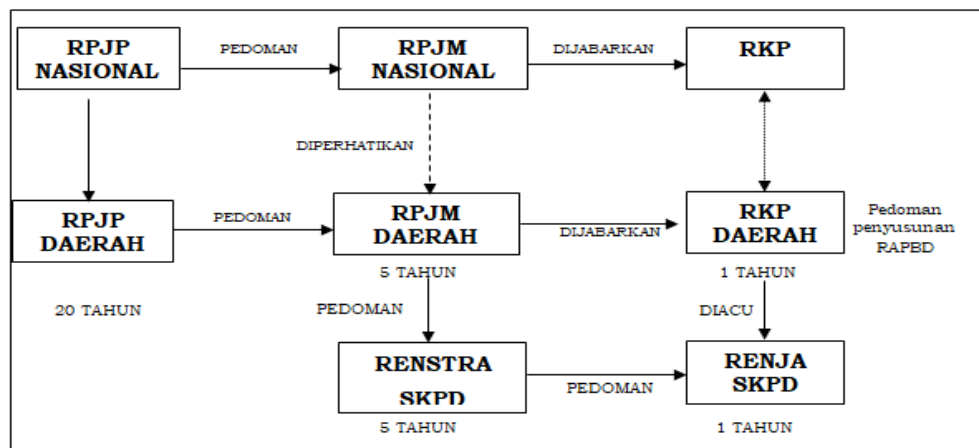 RPJP
NASIONAL
PEDOMAN
RPJM
NASIONAL
DIJABARKAN
RKP
DIPERHATIKAN
RPJP
DAERAH
PEDOMAN
RPJM
DAERAH
DIJABARKAN
RKP
DAERAH
Pedoman
penyusunan
RAPBD
5 TAHUN
1 TAHUN
20 TAHUN
PEDOMAN
DIACU
RENSTRA
SKPD
PEDOMAN
RENJA
SKPD
5 TAHUN
1 TAHUN